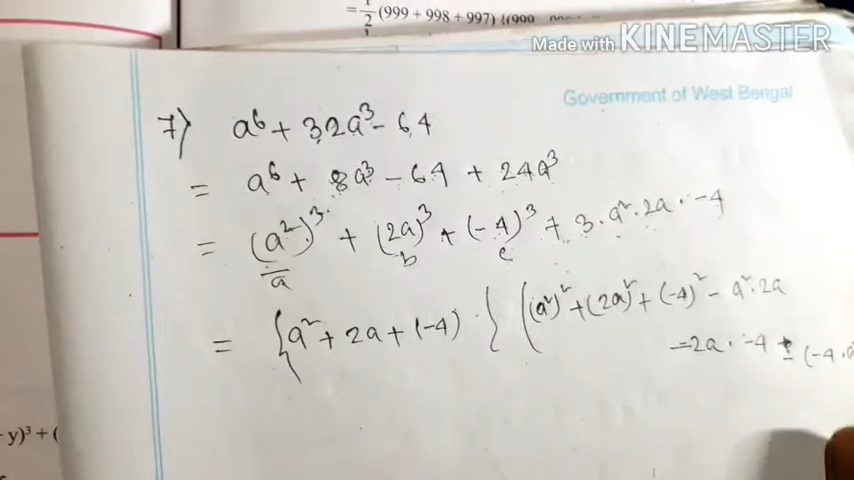 = 1/2 (999 + 998 + 997) {(999
Made with KINEMASTER
Government of West Bengal
7) a⁶ + 32a³ - 64
= a⁶ + 8a³ - 64 + 24a³
= (a²)³ + (2a)³ + (-4)³ + 3·a²·2a·-4
a b c
= {a² + 2a + (-4)·{ {(a²)² + (2a)² + (-4)² - a²·2a
=2a·-4 - (-4·a
- y)³ + (